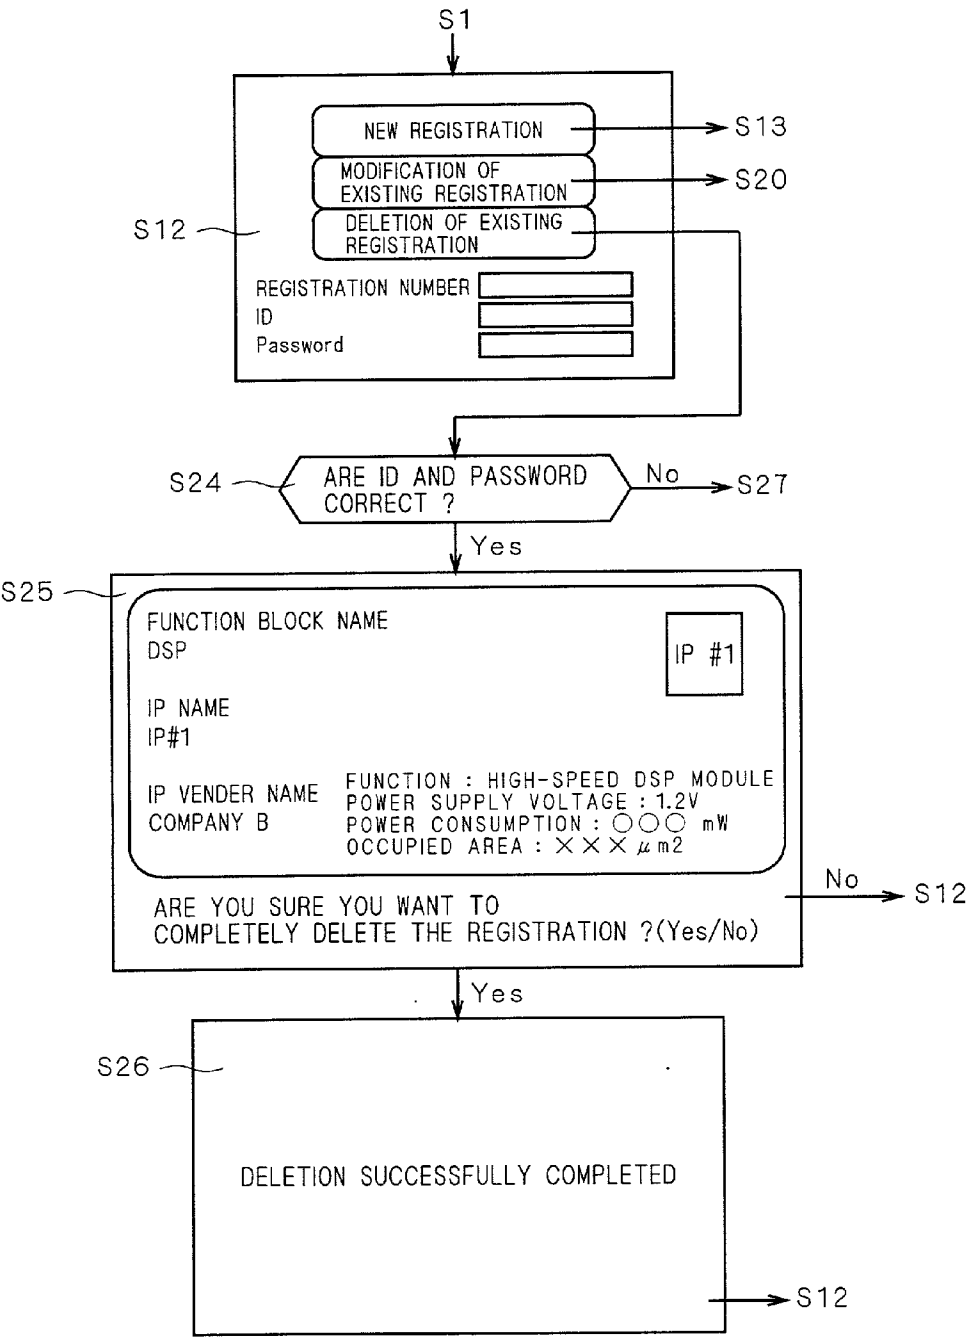 S1
NEW REGISTRATION
S13
MODIFICATION OF
EXISTING REGISTRATION
S20
S12
DELETION OF EXISTING
REGISTRATION
REGISTRATION NUMBER
ID
Password
S24
ARE ID AND PASSWORD
CORRECT ?
No
S27
Yes
S25
FUNCTION BLOCK NAME
DSP
IP #1
IP NAME
IP#1
IP VENDER NAME
COMPANY B
FUNCTION : HIGH-SPEED DSP MODULE
POWER SUPPLY VOLTAGE : 1.2V
POWER CONSUMPTION : ○○○ mW
OCCUPIED AREA : ××× μm2
No
S12
ARE YOU SURE YOU WANT TO
COMPLETELY DELETE THE REGISTRATION ?(Yes/No)
Yes
S26
DELETION SUCCESSFULLY COMPLETED
S12